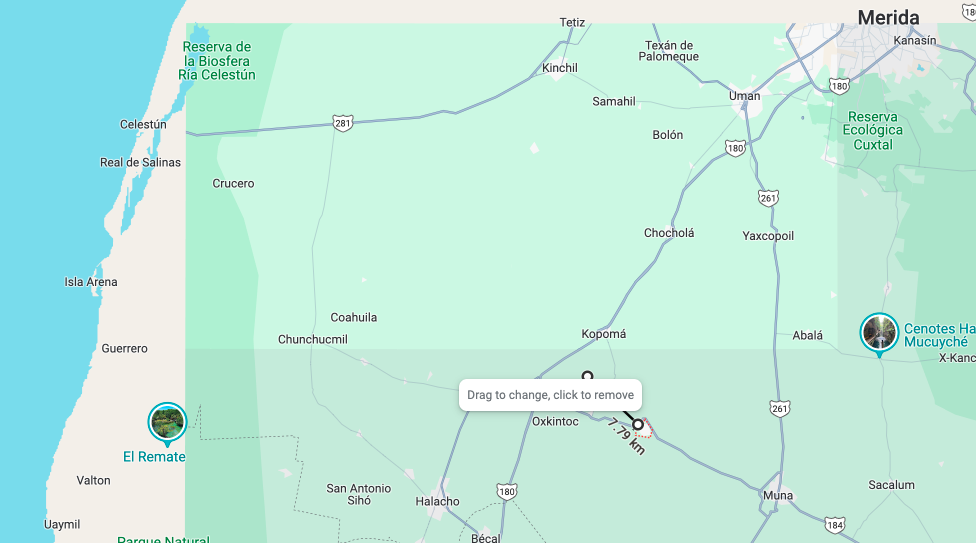 180
Tetiz
Merida
Kanasín
Reserva de
la Biosfera
Ría Celestún
Texán de
Palomeque
Kinchil
180
Uman
Samahil
Reserva
Ecológica
Cuxtal
Celestún
281
Bolón
180
Real de Salinas
Crucero
261
Chocholá
Yaxcopoil
Isla Arena
Coahuila
Chunchucmil
Kopomá
Abalá
Cenotes Ha
Mucuyché
Guerrero
X-Kanc
Drag to change, click to remove
261
Oxkintoc
7.79 km
El Remate
Valton
San Antonio
Sihó
Halacho
180
Muna
Sacalum
Uaymil
184
Bécal
Parque Natural